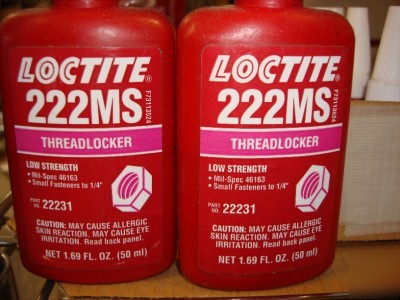 LOCTITE®
222MS
F73113524
THREADLOCKER
LOW STRENGTH
• Mil-Spec 46163
• Small Fasteners to 1/4"
PART NO. 22231
CAUTION: MAY CAUSE ALLERGIC
SKIN REACTION. MAY CAUSE EYE
IRRITATION. Read back panel.
NET 1.69 FL. OZ. (50 ml)
LOCTITE®
222MS
F73113524
THREADLOCKER
LOW STRENGTH
• Mil-Spec 46163
• Small Fasteners to 1/4"
PART NO. 22231
CAUTION: MAY CAUSE ALLERGIC
SKIN REACTION. MAY CAUSE EYE
IRRITATION. Read back panel.
NET 1.69 FL. OZ. (50 ml)